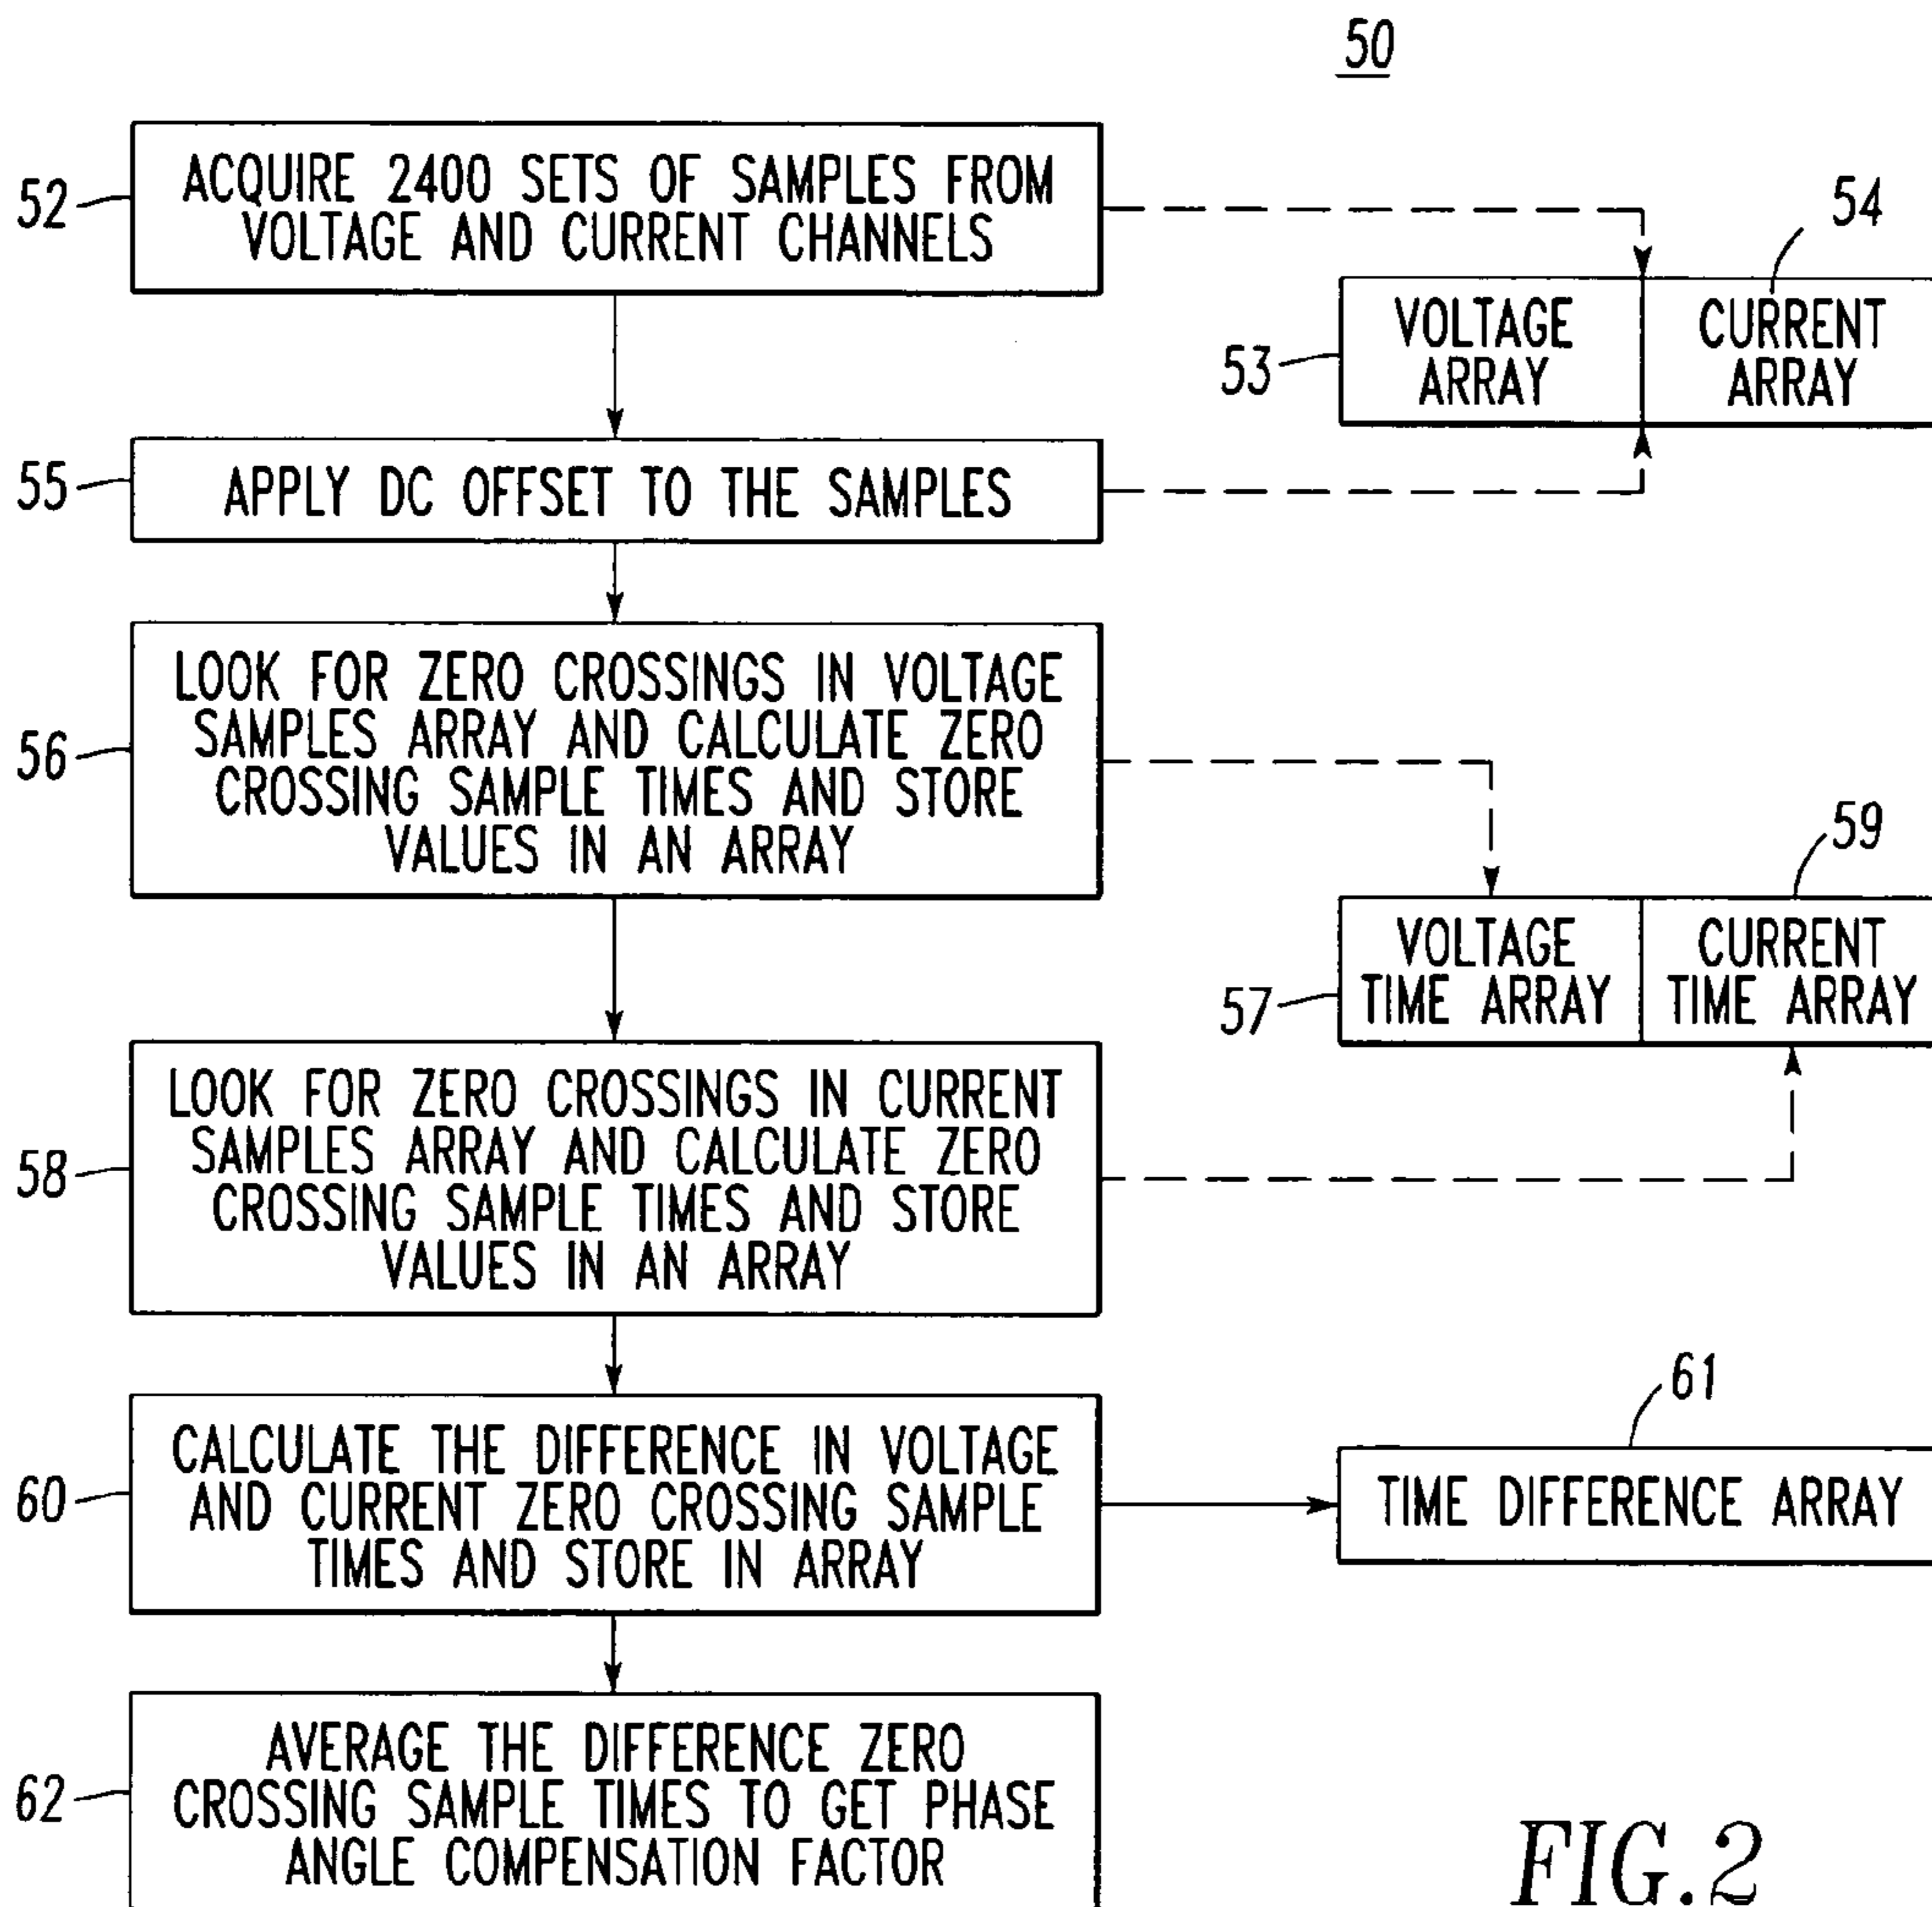 50
52
ACQUIRE 2400 SETS OF SAMPLES FROM
VOLTAGE AND CURRENT CHANNELS
54
53
VOLTAGE
ARRAY
CURRENT
ARRAY
55
APPLY DC OFFSET TO THE SAMPLES
56
LOOK FOR ZERO CROSSINGS IN VOLTAGE
SAMPLES ARRAY AND CALCULATE ZERO
CROSSING SAMPLE TIMES AND STORE
VALUES IN AN ARRAY
59
57
VOLTAGE
TIME ARRAY
CURRENT
TIME ARRAY
58
LOOK FOR ZERO CROSSINGS IN CURRENT
SAMPLES ARRAY AND CALCULATE ZERO
CROSSING SAMPLE TIMES AND STORE
VALUES IN AN ARRAY
60
CALCULATE THE DIFFERENCE IN VOLTAGE
AND CURRENT ZERO CROSSING SAMPLE
TIMES AND STORE IN ARRAY
61
TIME DIFFERENCE ARRAY
62
AVERAGE THE DIFFERENCE ZERO
CROSSING SAMPLE TIMES TO GET PHASE
ANGLE COMPENSATION FACTOR
FIG.2